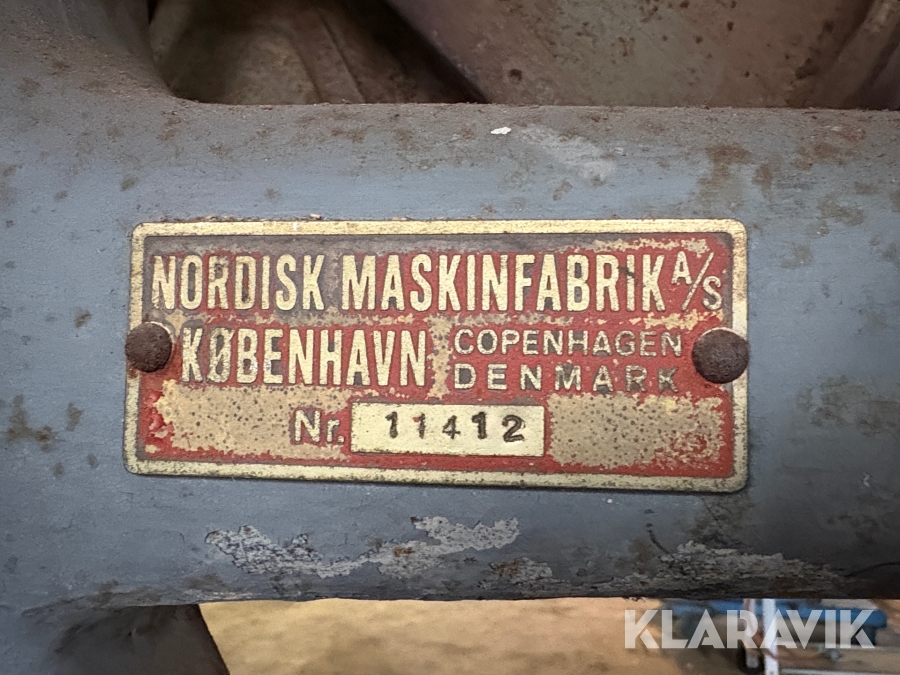 NORDISK MASKINFABRIK A/S
KØBENHAVN COPENHAGEN
DENMARK
Nr. 11412
KLARAVIK